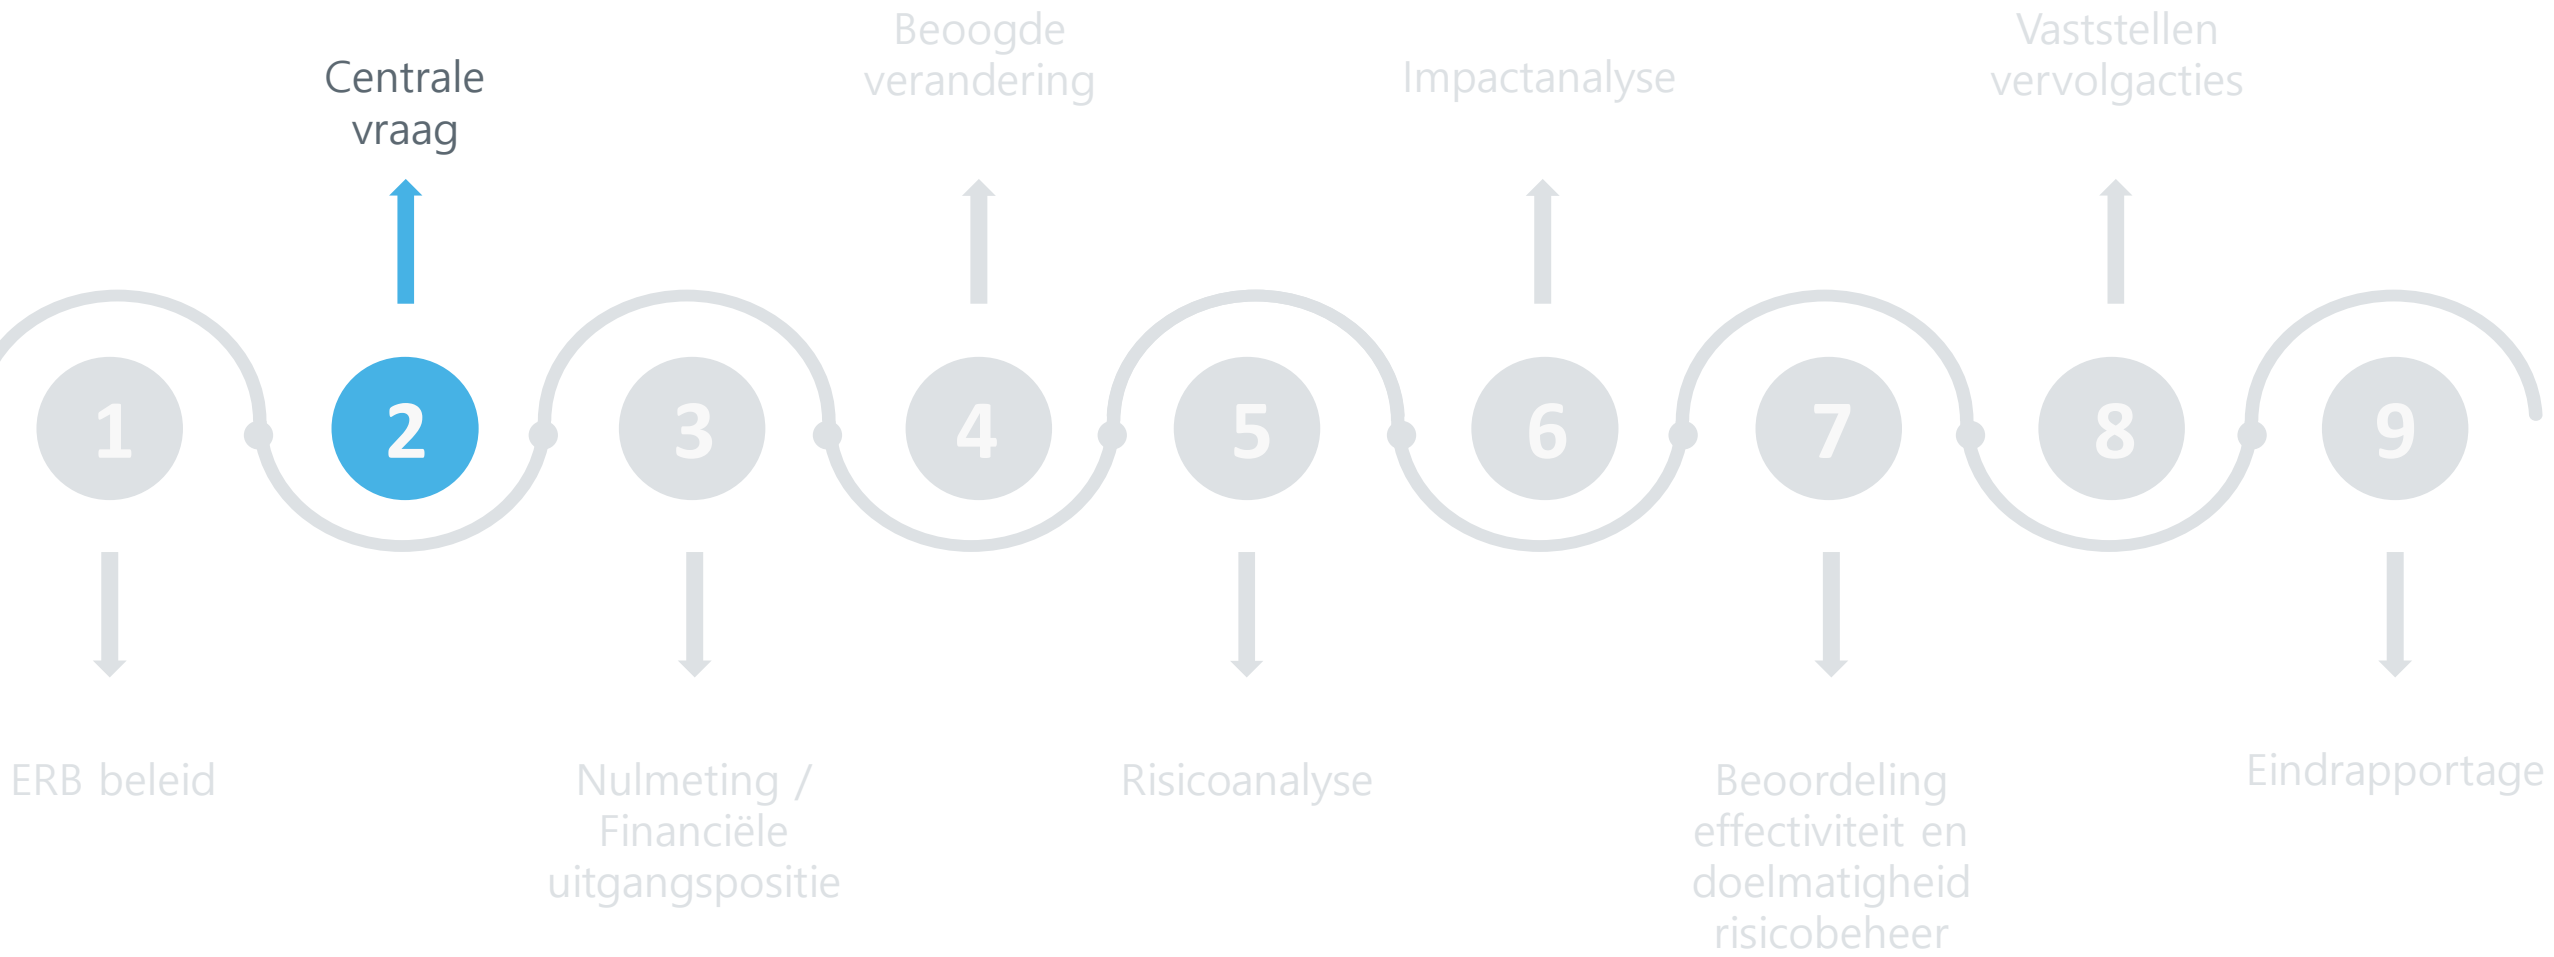 Beoogde
verandering
Vaststellen
vervolgacties
Centrale
vraag
Impactanalyse
1
2
3
4
5
6
7
8
9
ERB beleid
Nulmeting /
Financiële
uitgangspositie
Risicoanalyse
Beoordeling
effectiviteit en
doelmatigheid
risicobeheer
Eindrapportage